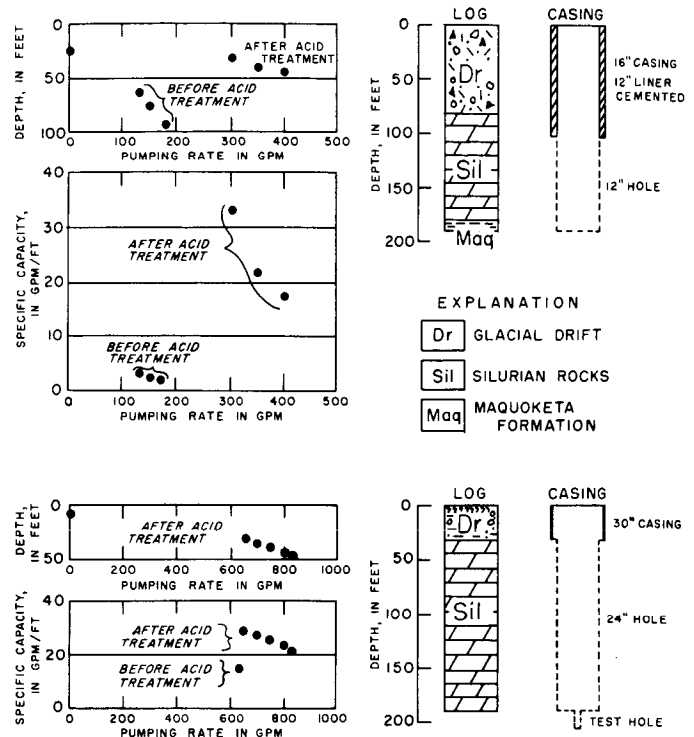 DEPTH, IN FEET
0
50
100
AFTER ACID
TREATMENT
BEFORE ACID
TREATMENT
0 100 200 300 400 500
PUMPING RATE IN GPM
SPECIFIC CAPACITY,
IN GPM/FT
40
30
20
10
0
AFTER ACID
TREATMENT
BEFORE ACID
TREATMENT
0 100 200 300 400 500
PUMPING RATE IN GPM
LOG
DEPTH, IN FEET
0
50
100
150
200
Dr
Sil
Maq
CASING
16" CASING
12" LINER
CEMENTED
12" HOLE
EXPLANATION
Dr GLACIAL DRIFT
Sil SILURIAN ROCKS
Maq MAQUOKETA
FORMATION
DEPTH,
IN FEET
0
50
AFTER ACID
TREATMENT
0 200 400 600 800 1000
PUMPING RATE IN GPM
SPECIFIC CAPACITY,
IN GPM/FT
40
20
0
AFTER ACID
TREATMENT
BEFORE ACID
TREATMENT
0 200 400 600 800 1000
PUMPING RATE IN GPM
LOG
DEPTH, IN FEET
0
50
100
150
200
Dr
Sil
CASING
30" CASING
24" HOLE
TEST HOLE